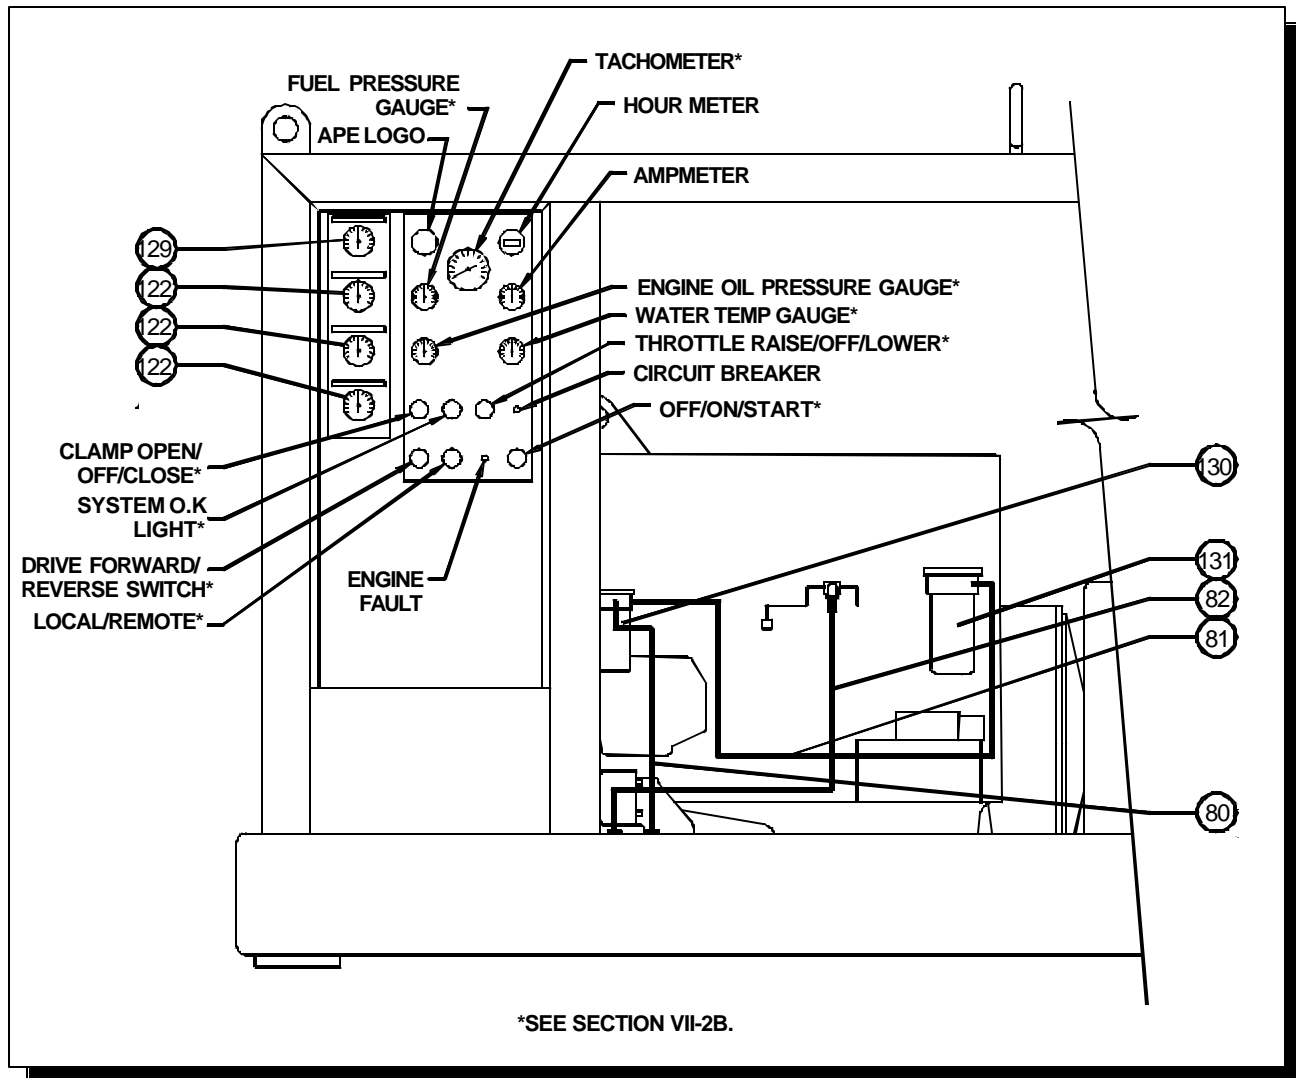 TACHOMETER*
FUEL PRESSURE
GAUGE*
HOUR METER
APE LOGO
AMPMETER
129
122
122
122
ENGINE OIL PRESSURE GAUGE*
WATER TEMP GAUGE*
THROTTLE RAISE/OFF/LOWER*
CIRCUIT BREAKER
OFF/ON/START*
CLAMP OPEN/
OFF/CLOSE*
SYSTEM O.K
LIGHT*
DRIVE FORWARD/
REVERSE SWITCH*
LOCAL/REMOTE*
ENGINE
FAULT
130
131
82
81
80
*SEE SECTION VII-2B.